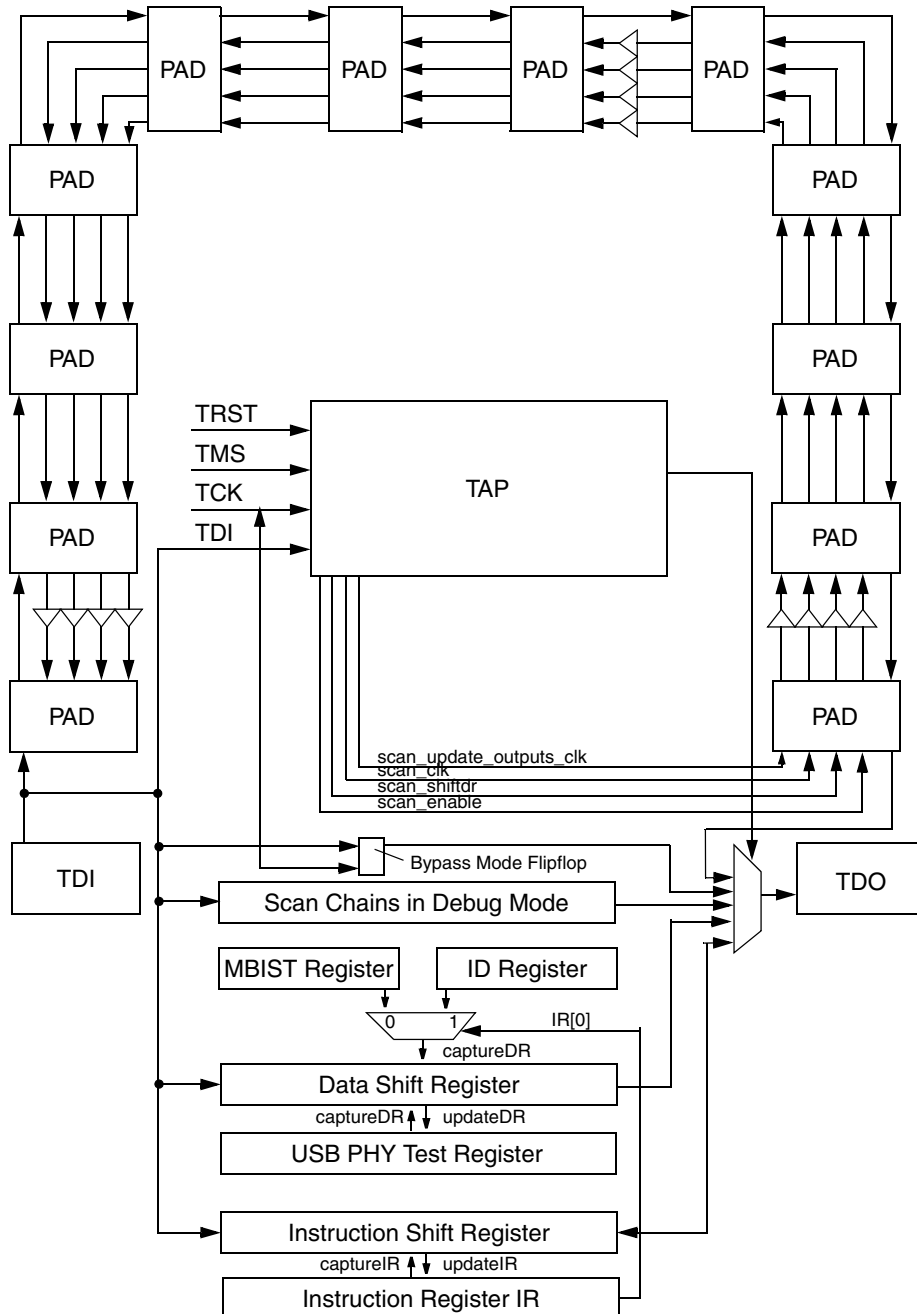 PAD
PAD
PAD
PAD
PAD
PAD
PAD
PAD
TRST
TMS
TCK
TDI
TAP
PAD
PAD
PAD
PAD
scan_update_outputs_clk
scan_clk
scan_shiftdr
scan_enable
TDI
Bypass Mode Flipflop
TDO
Scan Chains in Debug Mode
MBIST Register
ID Register
0
1
IR[0]
captureDR
Data Shift Register
captureDR
updateDR
USB PHY Test Register
Instruction Shift Register
captureIR
updateIR
Instruction Register IR